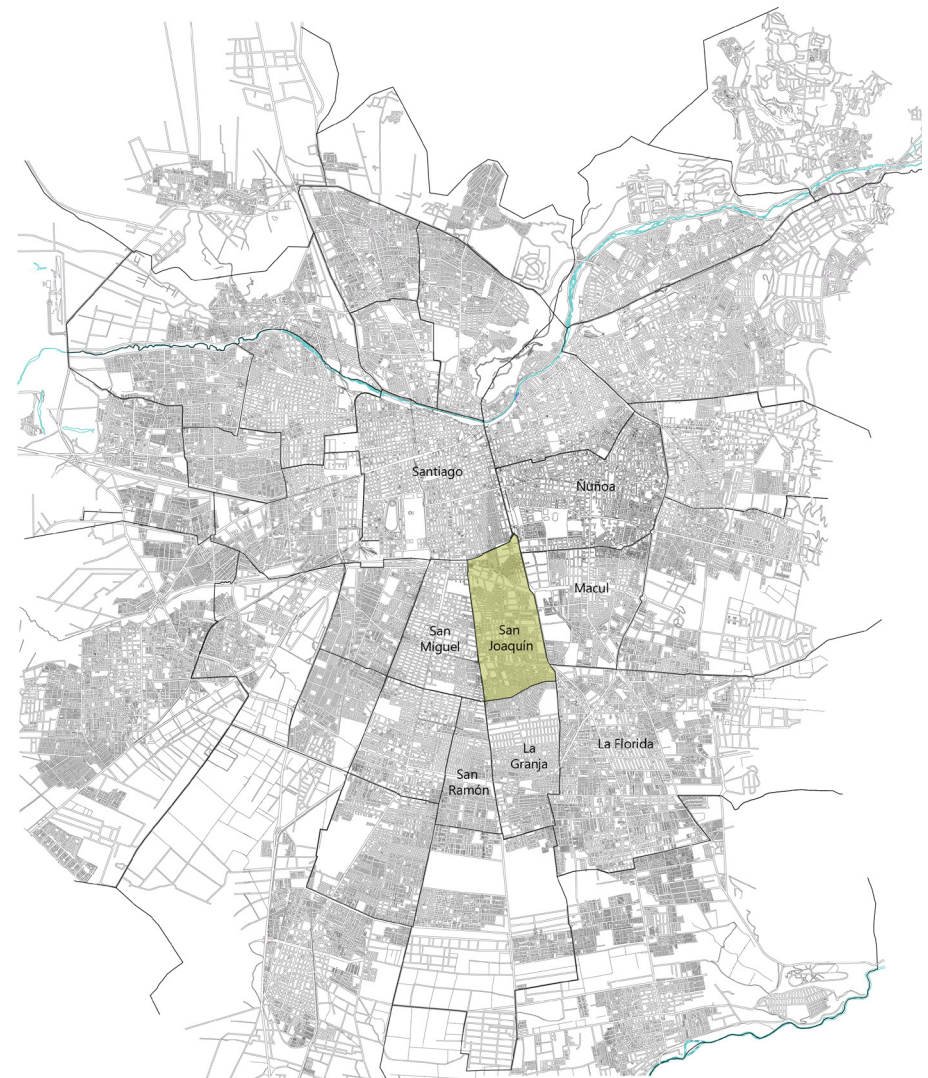 Santiago
Ñuñoa
Macul
San
Miguel
San
Joaquín
La
Granja
La Florida
San
Ramón